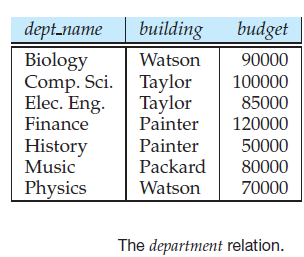 dept_name building budget
Biology Watson 90000
Comp. Sci. Taylor 100000
Elec. Eng. Taylor 85000
Finance Painter 120000
History Painter 50000
Music Packard 80000
Physics Watson 70000
The department relation.